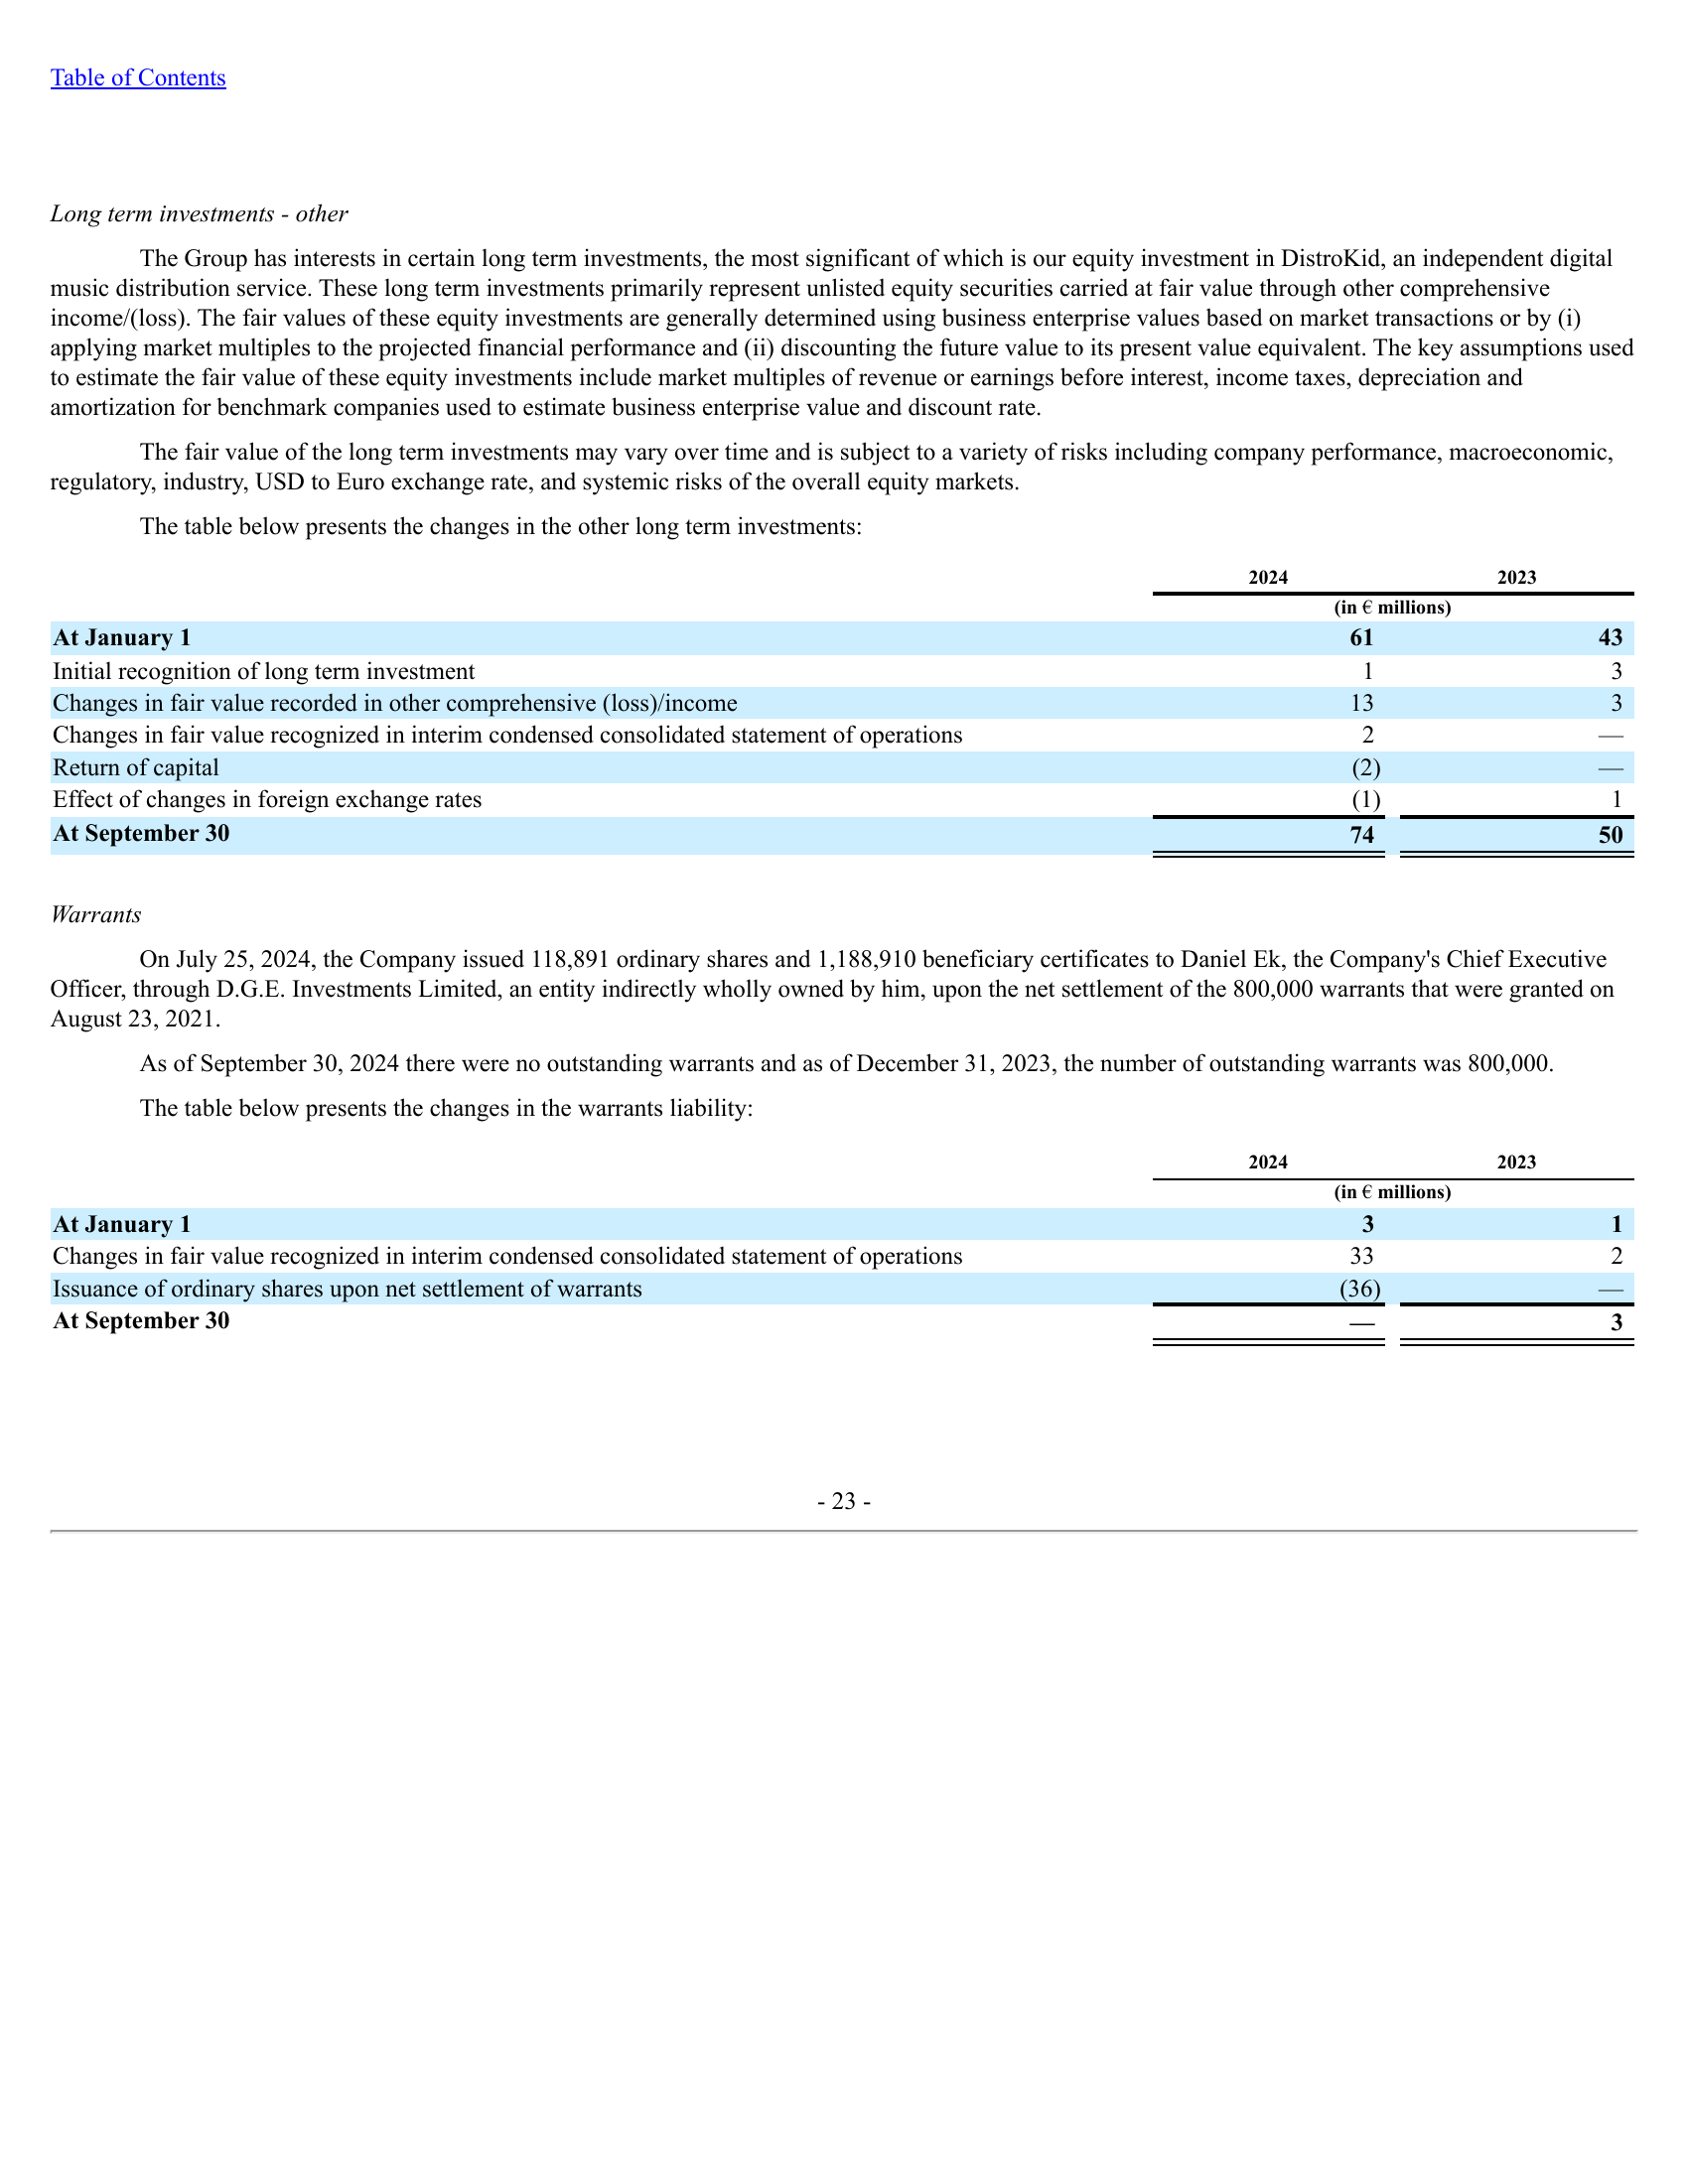 Table of Contents
Long term investments - other
The Group has interests in certain long term investments, the most significant of which is our equity investment in DistroKid, an independent digital
music distribution service. These long term investments primarily represent unlisted equity securities carried at fair value through other comprehensive
income/(loss). The fair values of these equity investments are generally determined using business enterprise values based on market transactions or by (i)
applying market multiples to the projected financial performance and (ii) discounting the future value to its present value equivalent. The key assumptions used
to estimate the fair value of these equity investments include market multiples of revenue or earnings before interest, income taxes, depreciation and
amortization for benchmark companies used to estimate business enterprise value and discount rate.
The fair value of the long term investments may vary over time and is subject to a variety of risks including company performance, macroeconomic,
regulatory, industry, USD to Euro exchange rate, and systemic risks of the overall equity markets.
The table below presents the changes in the other long term investments:
2024 2023
(in € millions)
At January 1 61 43
Initial recognition of long term investment 1 3
Changes in fair value recorded in other comprehensive (loss)/income 13 3
Changes in fair value recognized in interim condensed consolidated statement of operations 2 —
Return of capital (2) —
Effect of changes in foreign exchange rates (1) 1
At September 30 74 50
Warrants
On July 25, 2024, the Company issued 118,891 ordinary shares and 1,188,910 beneficiary certificates to Daniel Ek, the Company's Chief Executive
Officer, through D.G.E. Investments Limited, an entity indirectly wholly owned by him, upon the net settlement of the 800,000 warrants that were granted on
August 23, 2021.
As of September 30, 2024 there were no outstanding warrants and as of December 31, 2023, the number of outstanding warrants was 800,000.
The table below presents the changes in the warrants liability:
2024 2023
(in € millions)
At January 1 3 1
Changes in fair value recognized in interim condensed consolidated statement of operations 33 2
Issuance of ordinary shares upon net settlement of warrants (36) —
At September 30 — 3
- 23 -